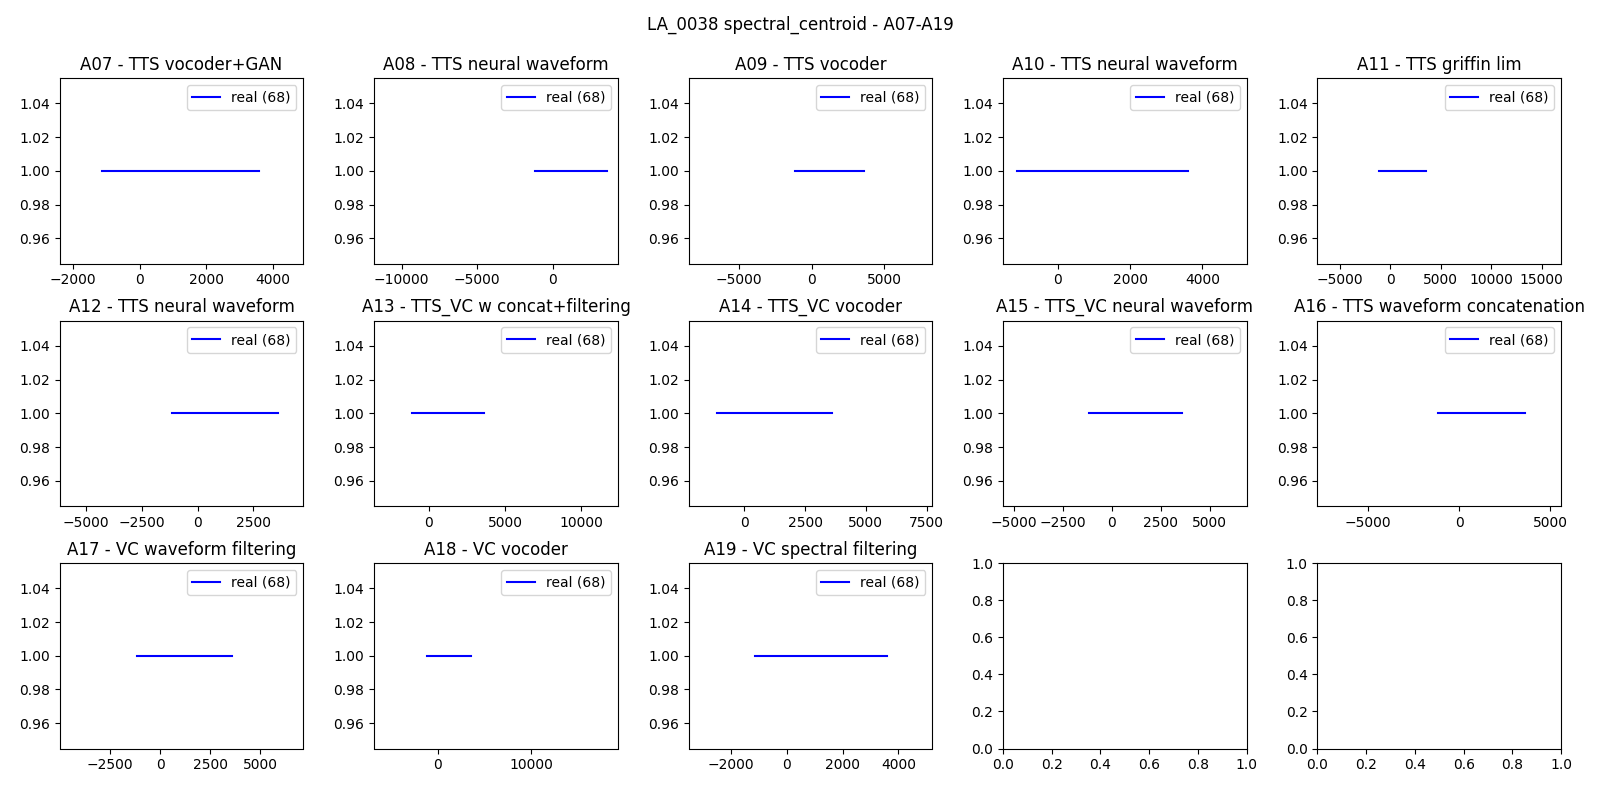 LA_0038 spectral_centroid - A07-A19
A07 - TTS vocoder+GAN
real (68)
1.04
1.02
1.00
0.98
0.96
−2000 0 2000 4000
A08 - TTS neural waveform
real (68)
1.04
1.02
1.00
0.98
0.96
−10000 −5000 0
A09 - TTS vocoder
real (68)
1.04
1.02
1.00
0.98
0.96
−5000 0 5000
A10 - TTS neural waveform
real (68)
1.04
1.02
1.00
0.98
0.96
0 2000 4000
A11 - TTS griffin lim
real (68)
1.04
1.02
1.00
0.98
0.96
−5000 0 5000 10000 15000
A12 - TTS neural waveform
real (68)
1.04
1.02
1.00
0.98
0.96
−5000 −2500 0 2500
A13 - TTS_VC w concat+filtering
real (68)
1.04
1.02
1.00
0.98
0.96
0 5000 10000
A14 - TTS_VC vocoder
real (68)
1.04
1.02
1.00
0.98
0.96
0 2500 5000 7500
A15 - TTS_VC neural waveform
real (68)
1.04
1.02
1.00
0.98
0.96
−5000 −2500 0 2500 5000
A16 - TTS waveform concatenation
real (68)
1.04
1.02
1.00
0.98
0.96
−5000 0 5000
A17 - VC waveform filtering
real (68)
1.04
1.02
1.00
0.98
0.96
−2500 0 2500 5000
A18 - VC vocoder
real (68)
1.04
1.02
1.00
0.98
0.96
0 10000
A19 - VC spectral filtering
real (68)
1.04
1.02
1.00
0.98
0.96
−2000 0 2000 4000
1.0
0.8
0.6
0.4
0.2
0.0
0.0 0.2 0.4 0.6 0.8 1.0
1.0
0.8
0.6
0.4
0.2
0.0
0.0 0.2 0.4 0.6 0.8 1.0